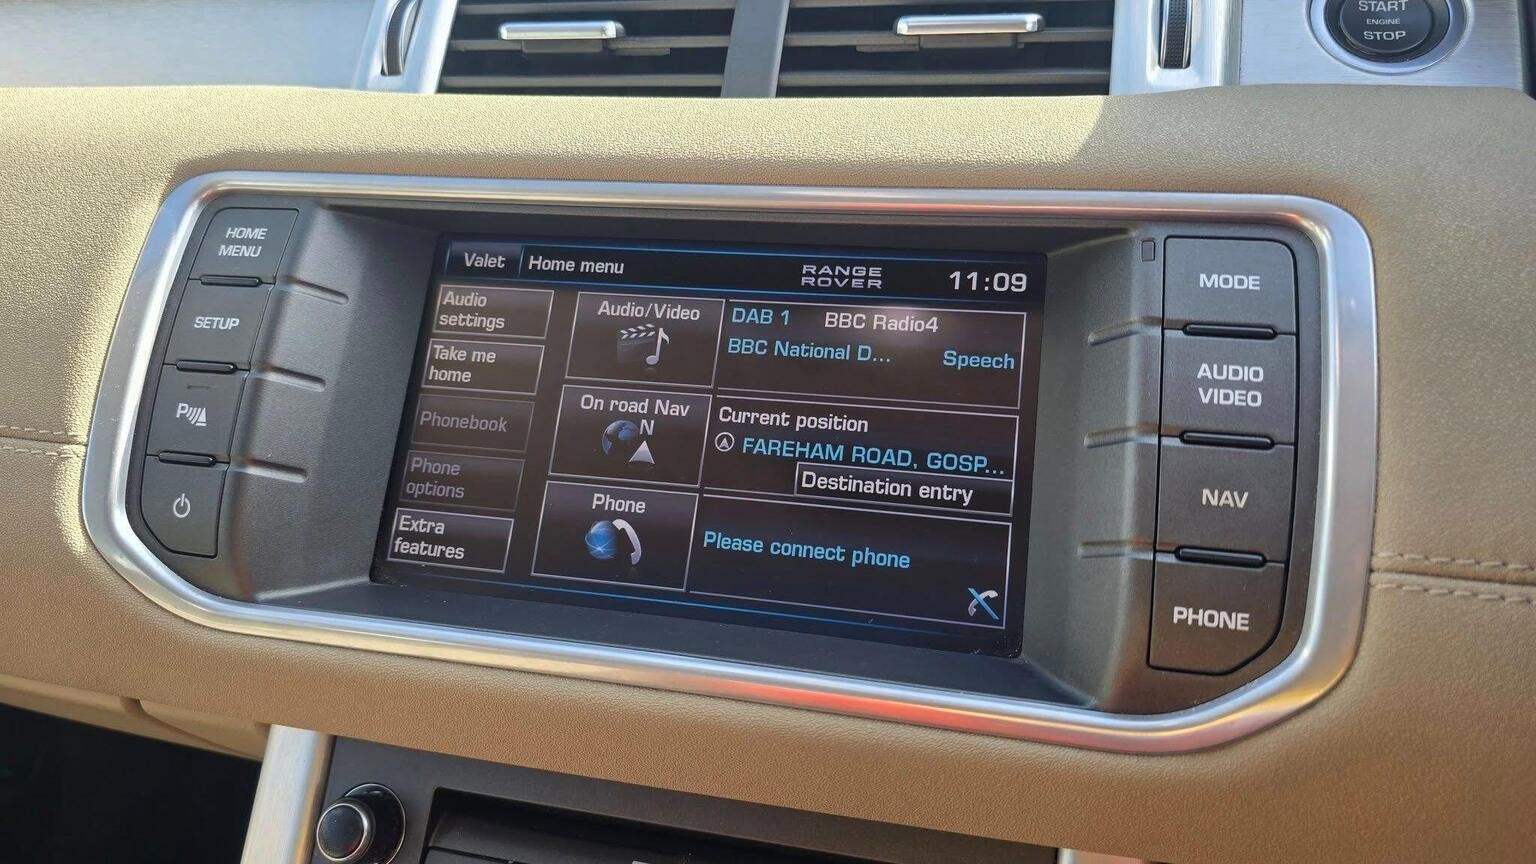 START
ENGINE
STOP
HOME
MENU
SETUP
P
Valet
Home menu
RANGE
ROVER
11:09
Audio
settings
Take me
home
Phonebook
Phone
options
Extra
features
Audio/Video
DAB 1 BBC Radio4
BBC National D... Speech
On road Nav
N
Current position
FAREHAM ROAD, GOSP...
Destination entry
Phone
Please connect phone
MODE
AUDIO
VIDEO
NAV
PHONE